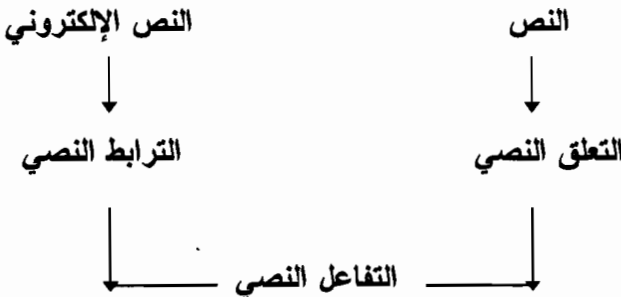 النص النص الإلكتروني
التعلق النصي الترابط النصي
التفاعل النصي